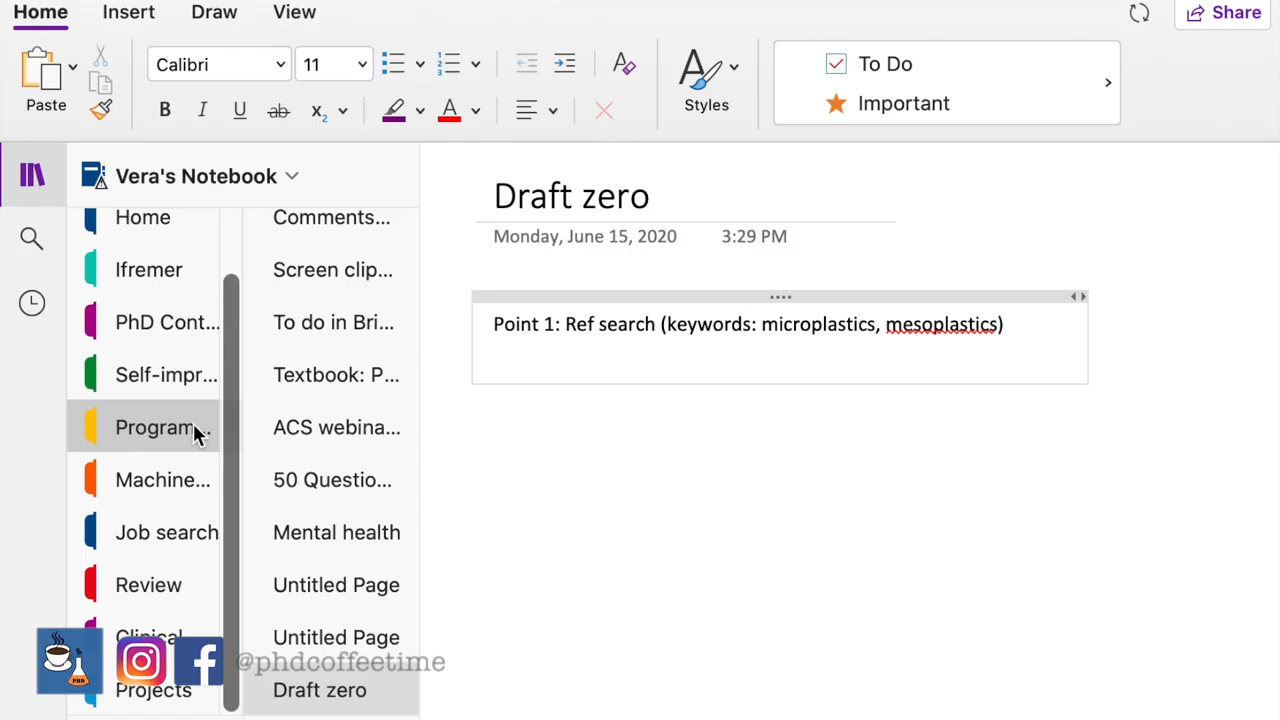 Home Insert Draw View
Share
Paste
Calibri
11
B I U ab x2 A
Styles
To Do
Important
Vera's Notebook
Home
Ifremer
PhD Cont...
Self-impr...
Program...
Machine...
Job search
Review
Clinical
Projects
Comments...
Screen clip...
To do in Bri...
Textbook: P...
ACS webina...
50 Questio...
Mental health
Untitled Page
Untitled Page
Draft zero
Draft zero
Monday, June 15, 2020 3:29 PM
Point 1: Ref search (keywords: microplastics, mesoplastics)
PHD
@phdcoffeetime